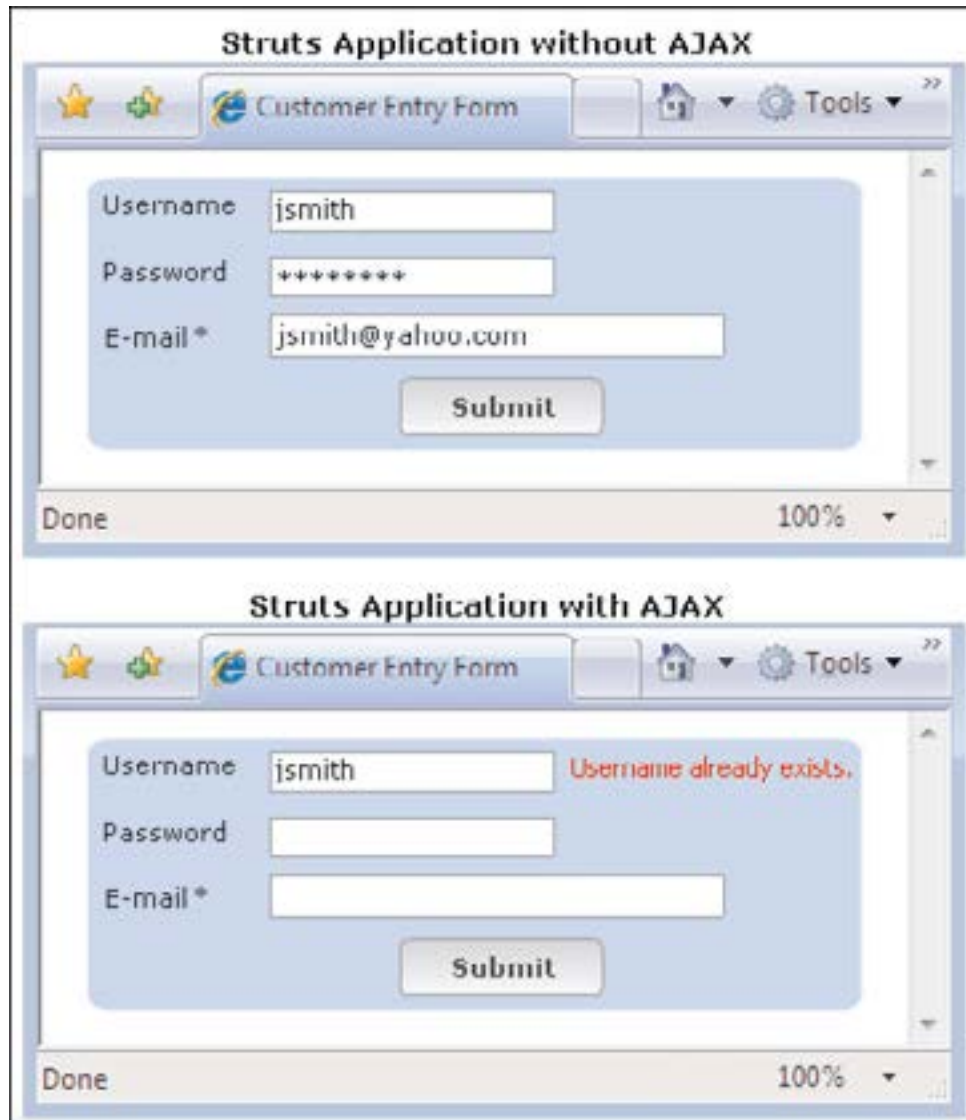 Struts Application without AJAX
Customer Entry Form
Tools
Username jsmith
Password ********
E-mail * jsmith@yahoo.com
Submit
Done 100%
Struts Application with AJAX
Customer Entry Form
Tools
Username jsmith Username already exists.
Password
E-mail *
Submit
Done 100%